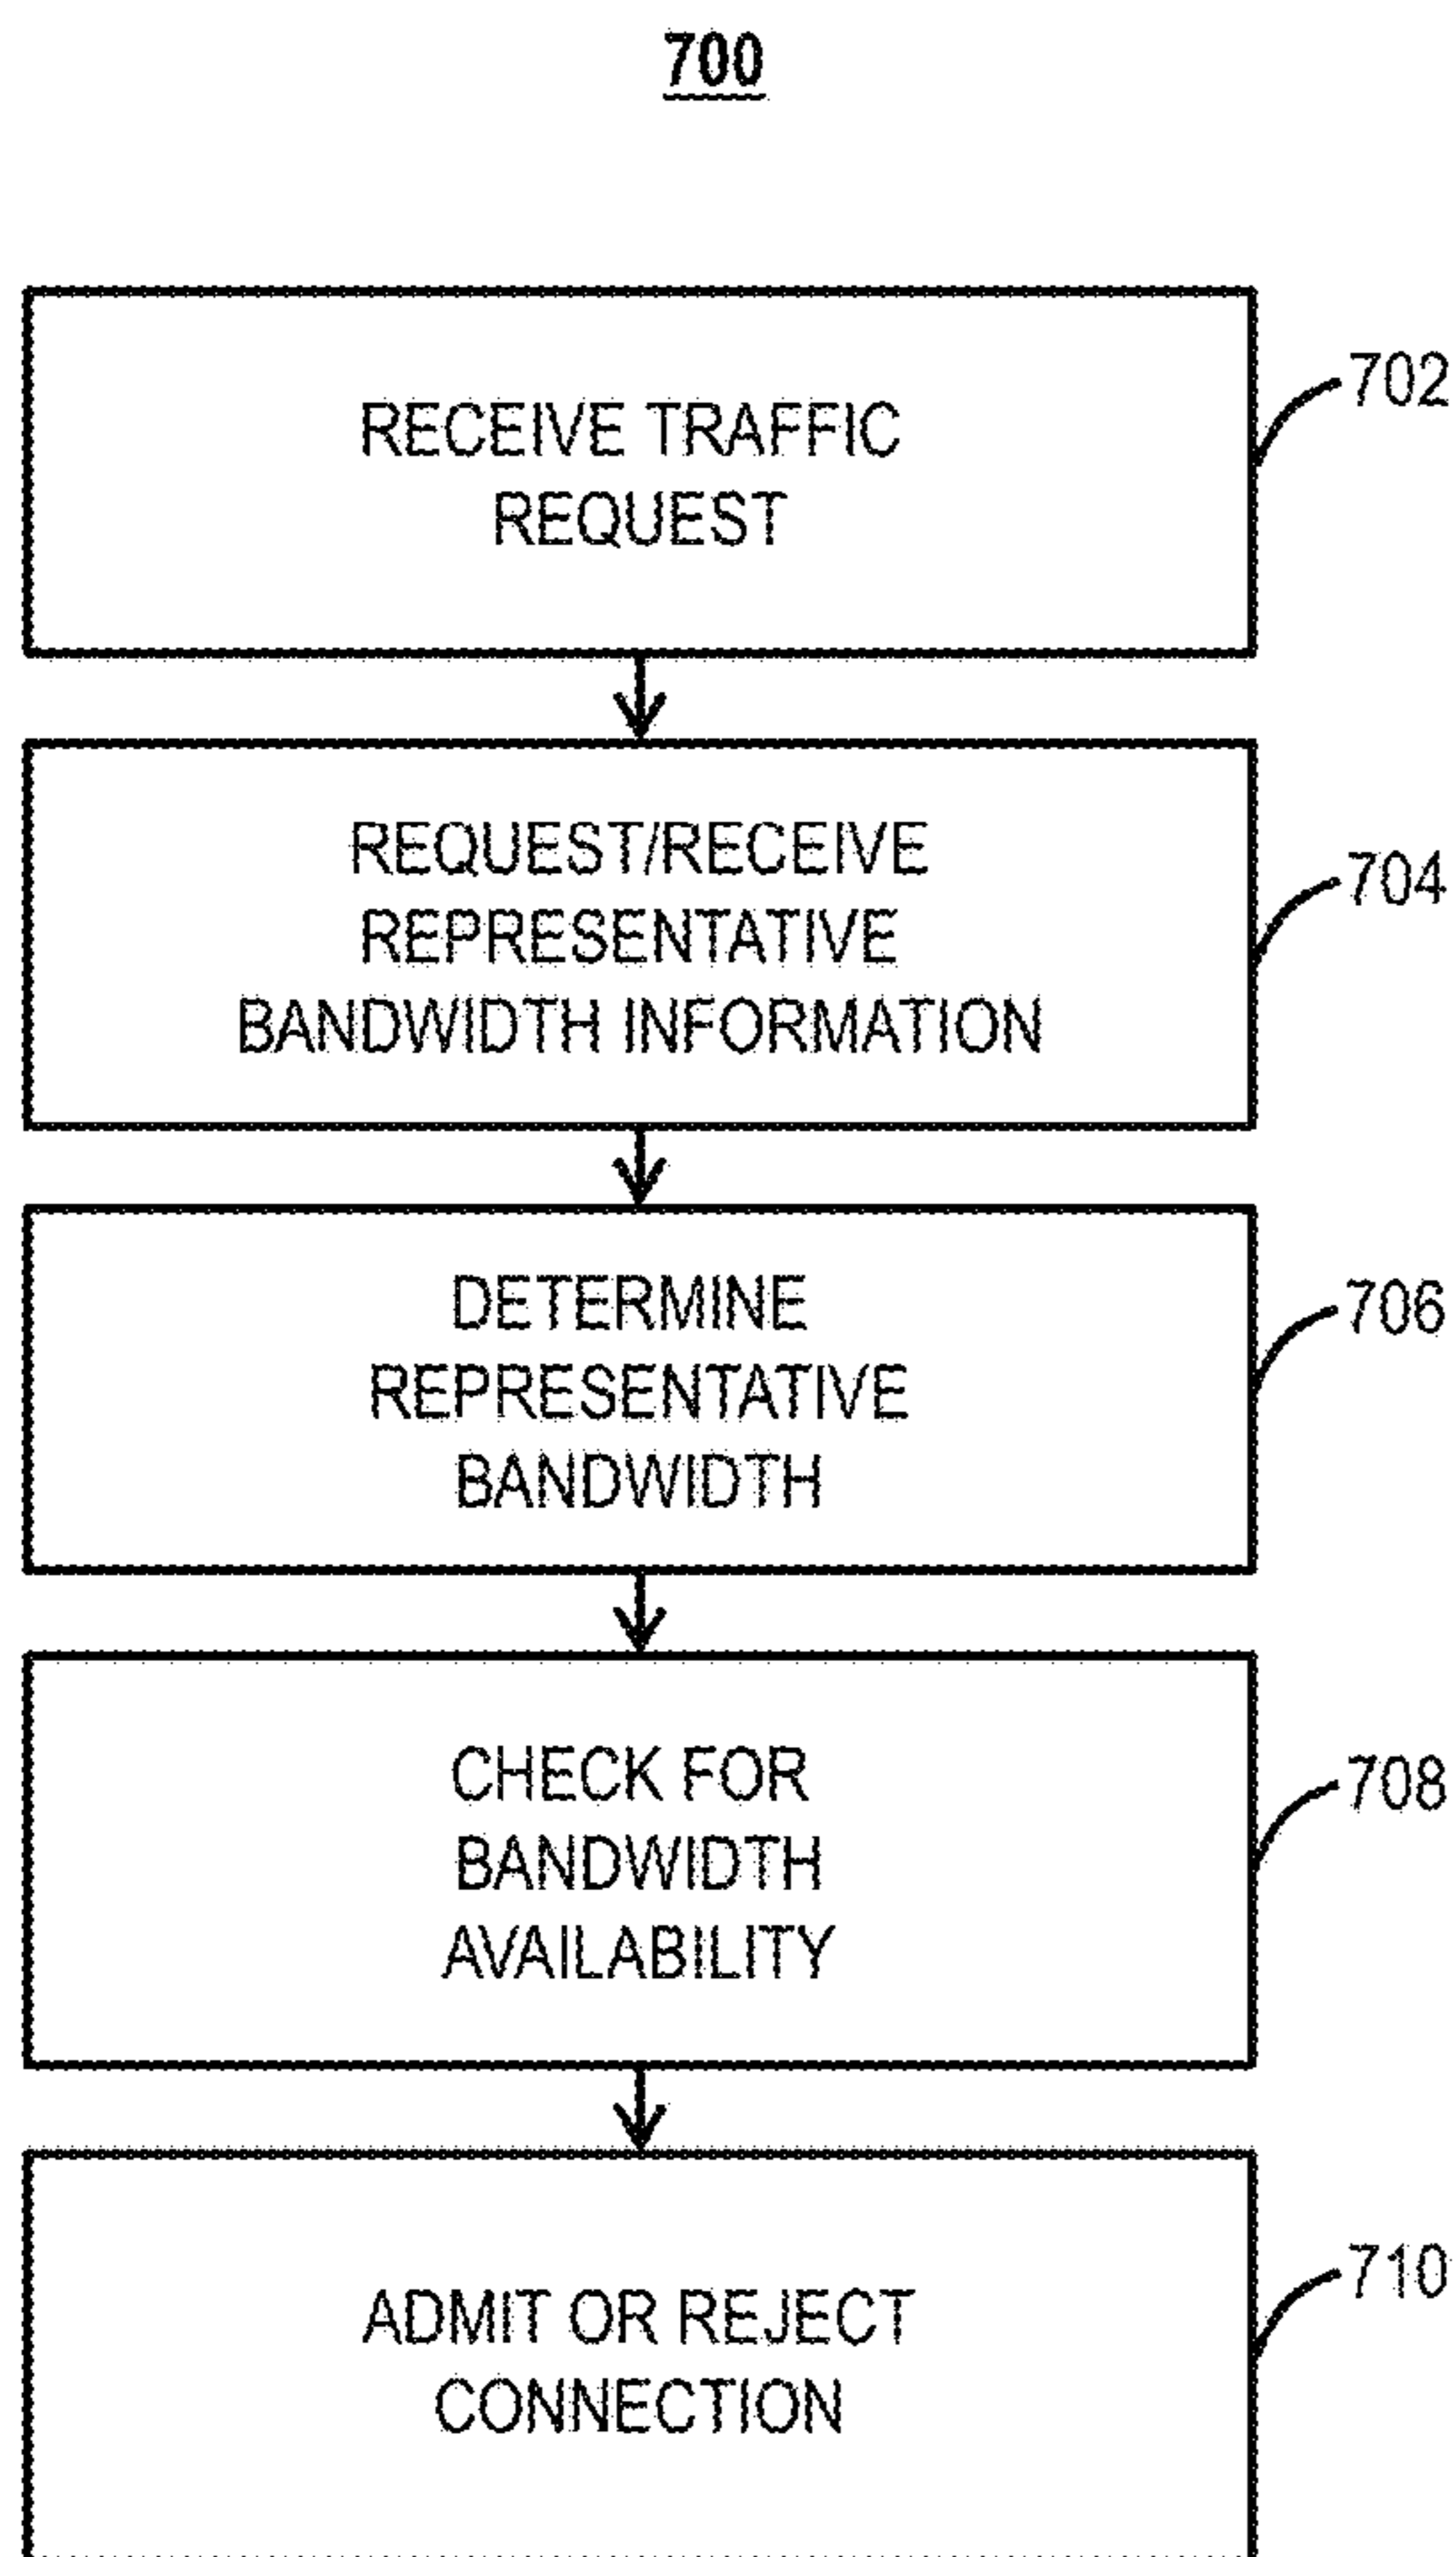 700
RECEIVE TRAFFIC
REQUEST
702
REQUEST/RECEIVE
REPRESENTATIVE
BANDWIDTH INFORMATION
704
DETERMINE
REPRESENTATIVE
BANDWIDTH
706
CHECK FOR
BANDWIDTH
AVAILABILITY
708
ADMIT OR REJECT
CONNECTION
710